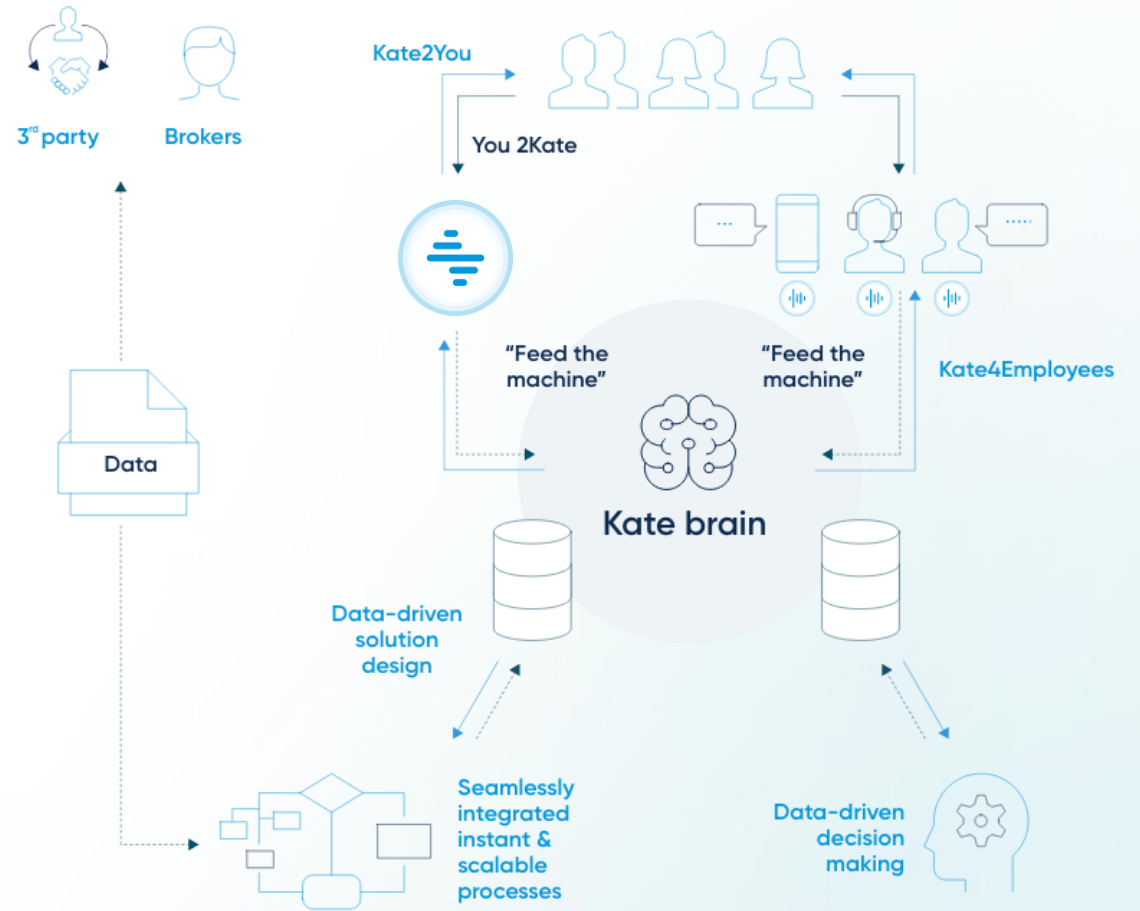 Kate2You
3rd party
Brokers
You 2Kate
...
.....
"Feed the
machine"
"Feed the
machine"
Kate4Employees
Data
Kate brain
Data-driven
solution
design
Seamlessly
integrated
instant &
scalable
processes
Data-driven
decision
making